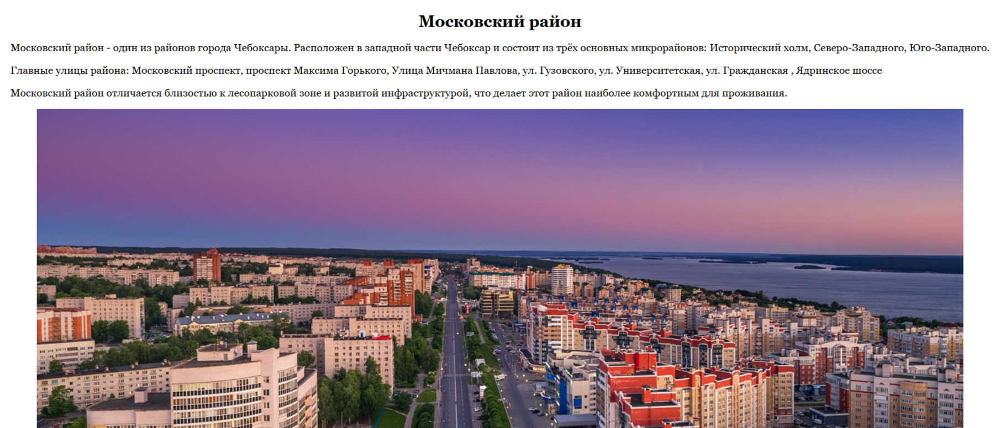 Московский район
Московский район - один из районов города Чебоксары. Расположен в западной части Чебоксар и состоит из трёх основных микрорайонов: Исторический холм, Северо-Западного, Юго-Западного.
Главные улицы района: Московский проспект, проспект Максима Горького, Улица Мичмана Павлова, ул. Гузовского, ул. Университетская, ул. Гражданская , Ядринское шоссе
Московский район отличается близостью к лесопарковой зоне и развитой инфраструктурой, что делает этот район наиболее комфортным для проживания.